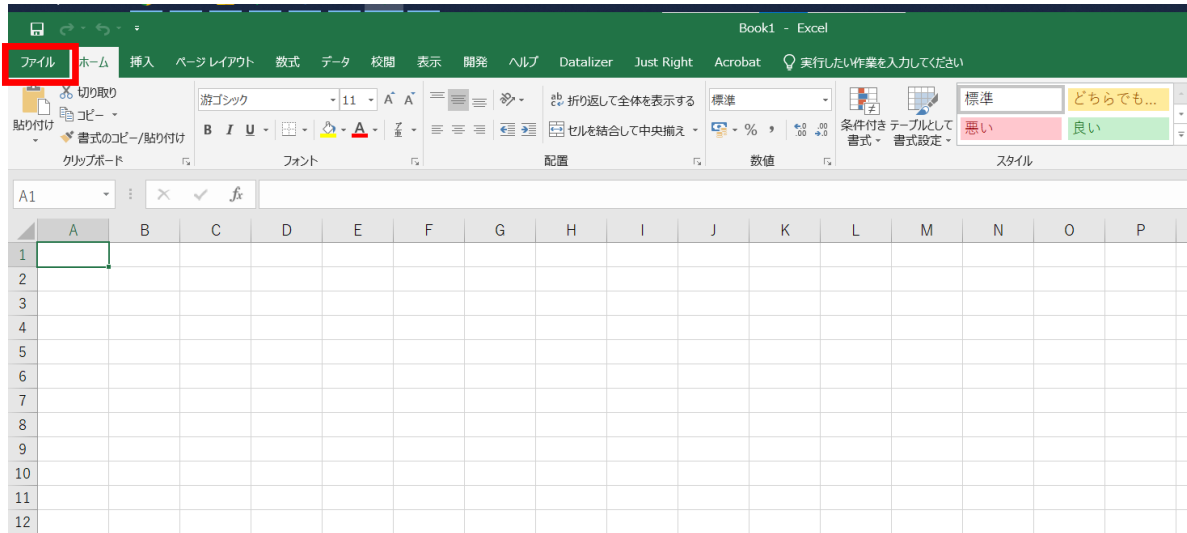 Book1 - Excel
ファイル ホーム 挿入 ページ レイアウト 数式 データ 校閲 表示 開発 ヘルプ Datalizer Just Right Acrobat 実行したい作業を入力してください
切り取り
コピー
書式のコピー/貼り付け
貼り付け
クリップボード
游ゴシック 11 A A
B I U A
フォント
ab 折り返して全体を表示する
セルを結合して中央揃え
配置
標準
% ,
数値
条件付き書式
テーブルとして書式設定
標準 どちらでも...
悪い 良い
スタイル
A1 fx
A B C D E F G H I J K L M N O P
1
2
3
4
5
6
7
8
9
10
11
12